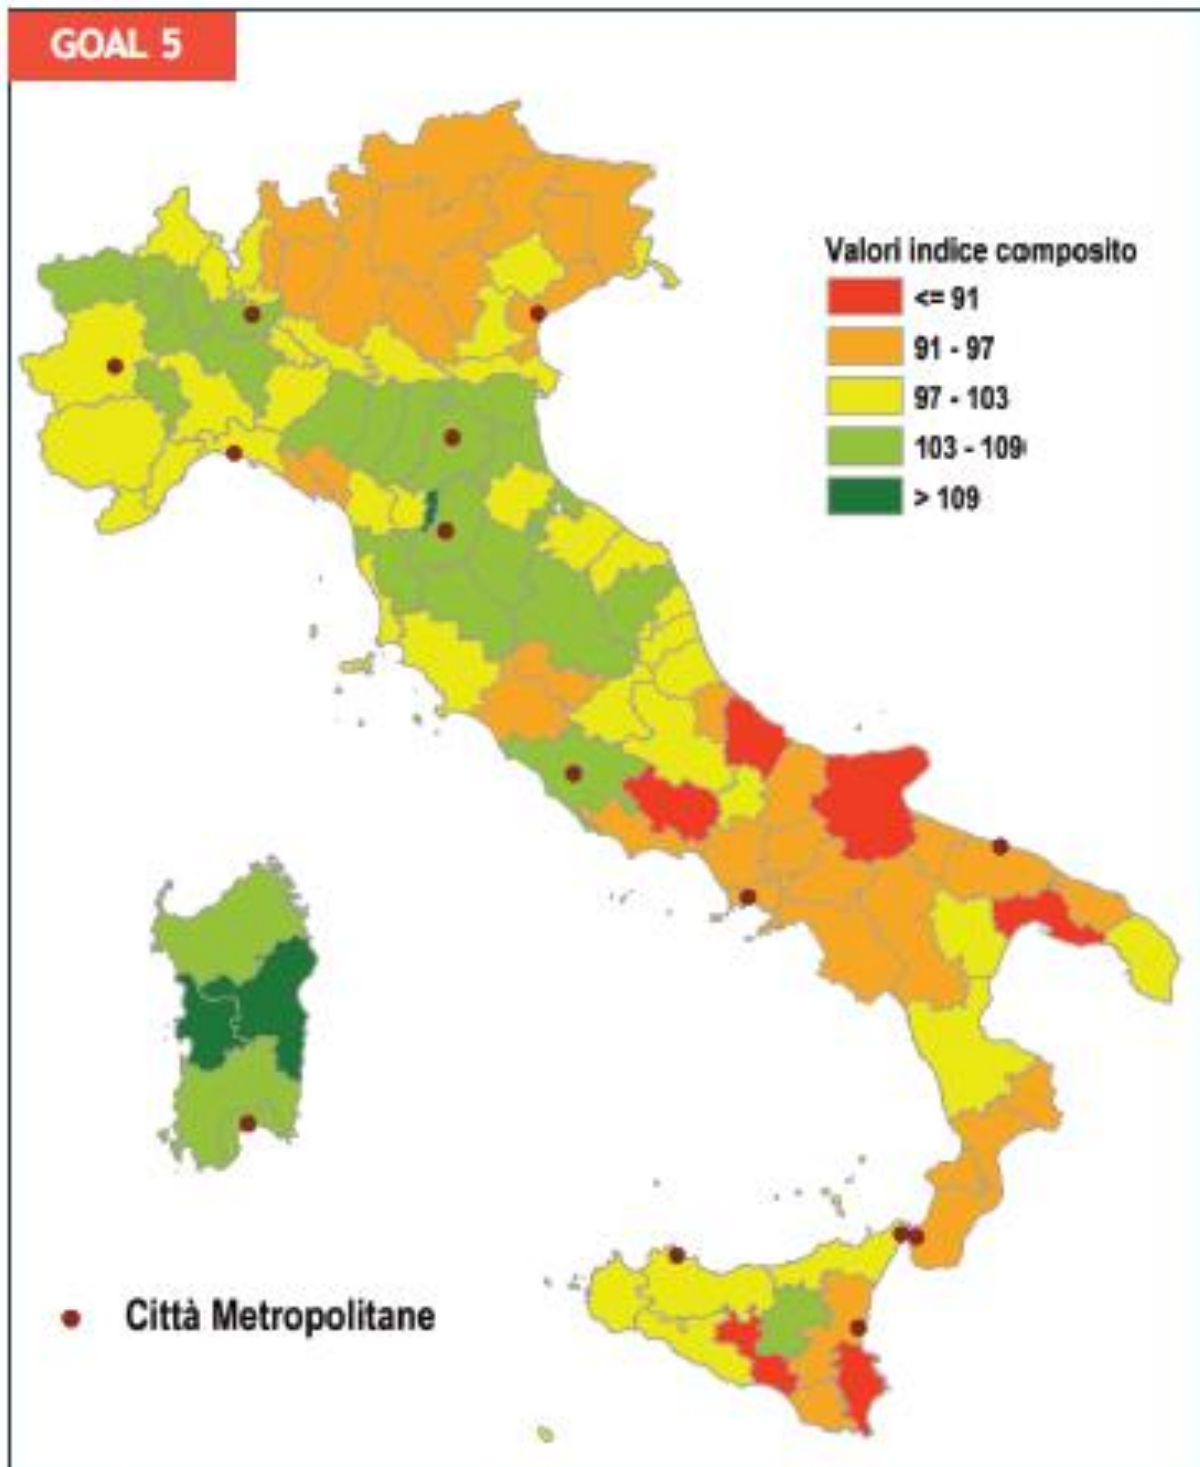 GOAL 5
Valori indice composito
<= 91
91 - 97
97 - 103
103 - 109
> 109
Città Metropolitane